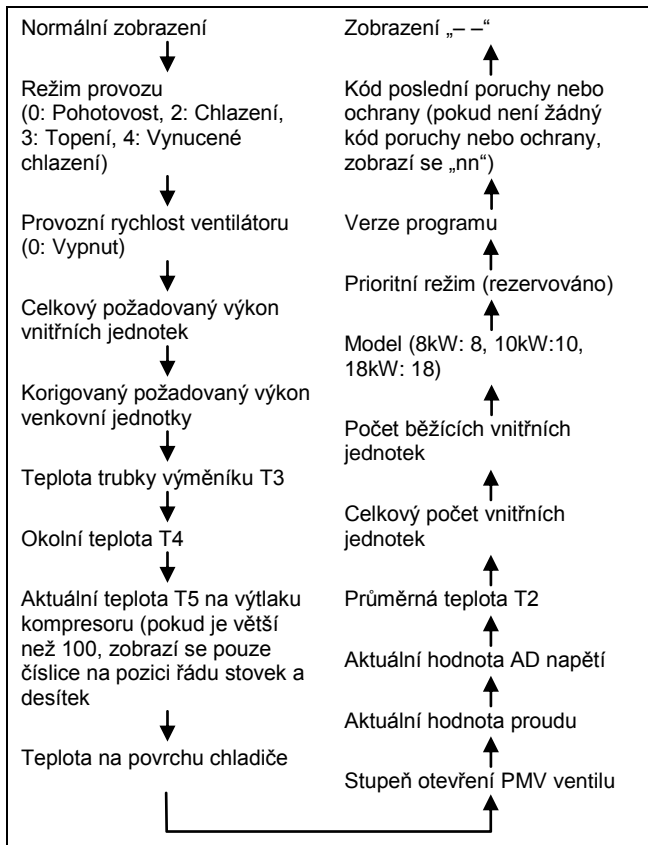 Normální zobrazení
Režim provozu
(0: Pohotovost, 2: Chlazení,
3: Topení, 4: Vynucené
chlazení)
Provozní rychlost ventilátoru
(0: Vypnut)
Celkový požadovaný výkon
vnitřních jednotek
Korigovaný požadovaný výkon
venkovní jednotky
Teplota trubky výměníku T3
Okolní teplota T4
Aktuální teplota T5 na výtlaku
kompresoru (pokud je větší
než 100, zobrazí se pouze
číslice na pozici řádu stovek a
desítek
Teplota na povrchu chladiče
Stupeň otevření PMV ventilu
Aktuální hodnota proudu
Aktuální hodnota AD napětí
Průměrná teplota T2
Celkový počet vnitřních
jednotek
Počet běžících vnitřních
jednotek
Model (8kW: 8, 10kW:10,
18kW: 18)
Prioritní režim (rezervováno)
Verze programu
Kód poslední poruchy nebo
ochrany (pokud není žádný
kód poruchy nebo ochrany,
zobrazí se „nn“)
Zobrazení „– –“